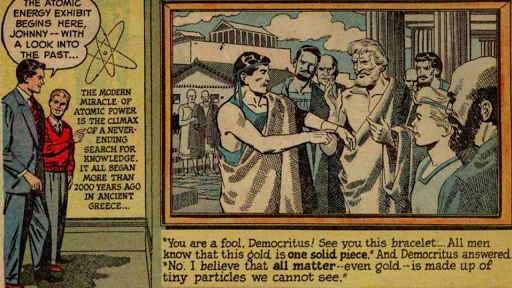 THE ATOMIC
ENERGY EXHIBIT
BEGINS HERE,
JOHNNY--WITH
A LOOK INTO
THE PAST...
THE MODERN
MIRACLE OF
ATOMIC POWER
IS THE CLIMAX
OF A NEVER-
ENDING
SEARCH FOR
KNOWLEDGE.
IT ALL BEGAN
MORE THAN
2000 YEARS AGO
IN ANCIENT
GREECE...
"You are a fool, Democritus! See you this bracelet... All men
know that this gold is one solid piece." And Democritus answered
"No. I believe that all matter--even gold--is made up of
tiny particles we cannot see."